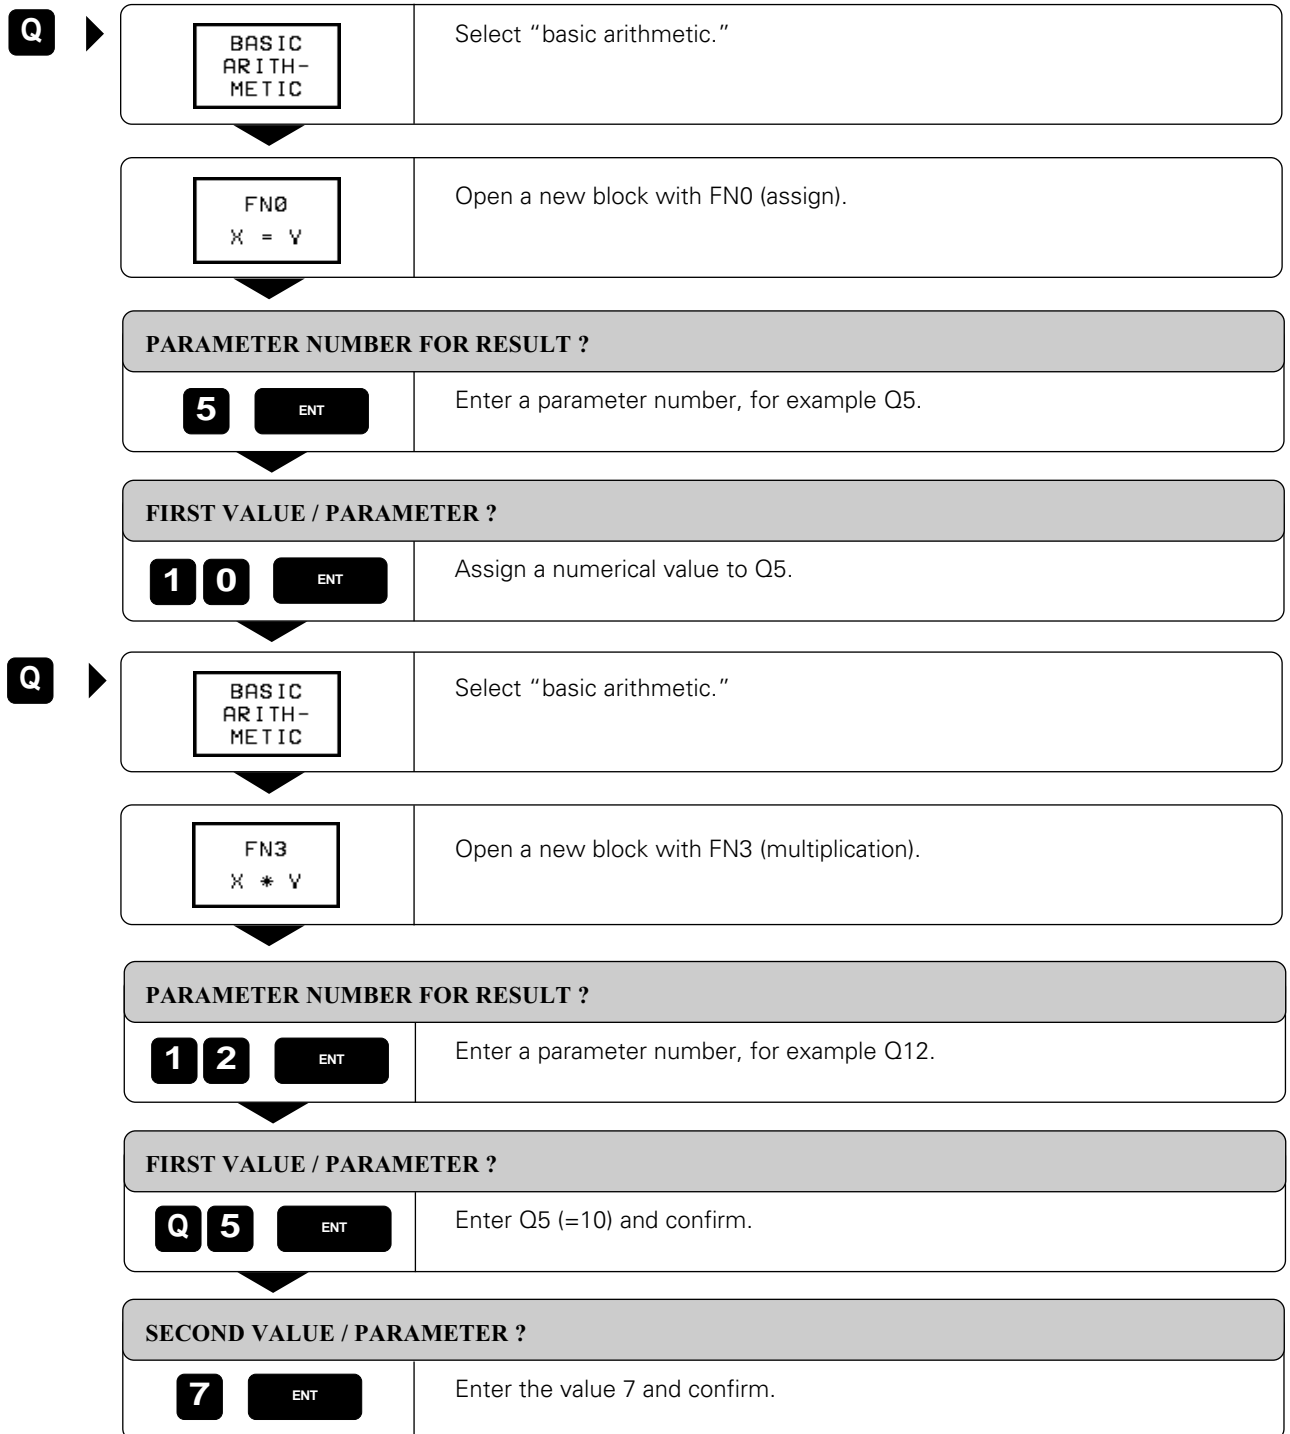 Q
BASIC
ARITH-
METIC
Select “basic arithmetic.”
FN0
X = Y
Open a new block with FN0 (assign).
PARAMETER NUMBER FOR RESULT ?
5 ENT
Enter a parameter number, for example Q5.
FIRST VALUE / PARAMETER ?
1 0 ENT
Assign a numerical value to Q5.
Q
BASIC
ARITH-
METIC
Select “basic arithmetic.”
FN3
X * Y
Open a new block with FN3 (multiplication).
PARAMETER NUMBER FOR RESULT ?
1 2 ENT
Enter a parameter number, for example Q12.
FIRST VALUE / PARAMETER ?
Q 5 ENT
Enter Q5 (=10) and confirm.
SECOND VALUE / PARAMETER ?
7 ENT
Enter the value 7 and confirm.